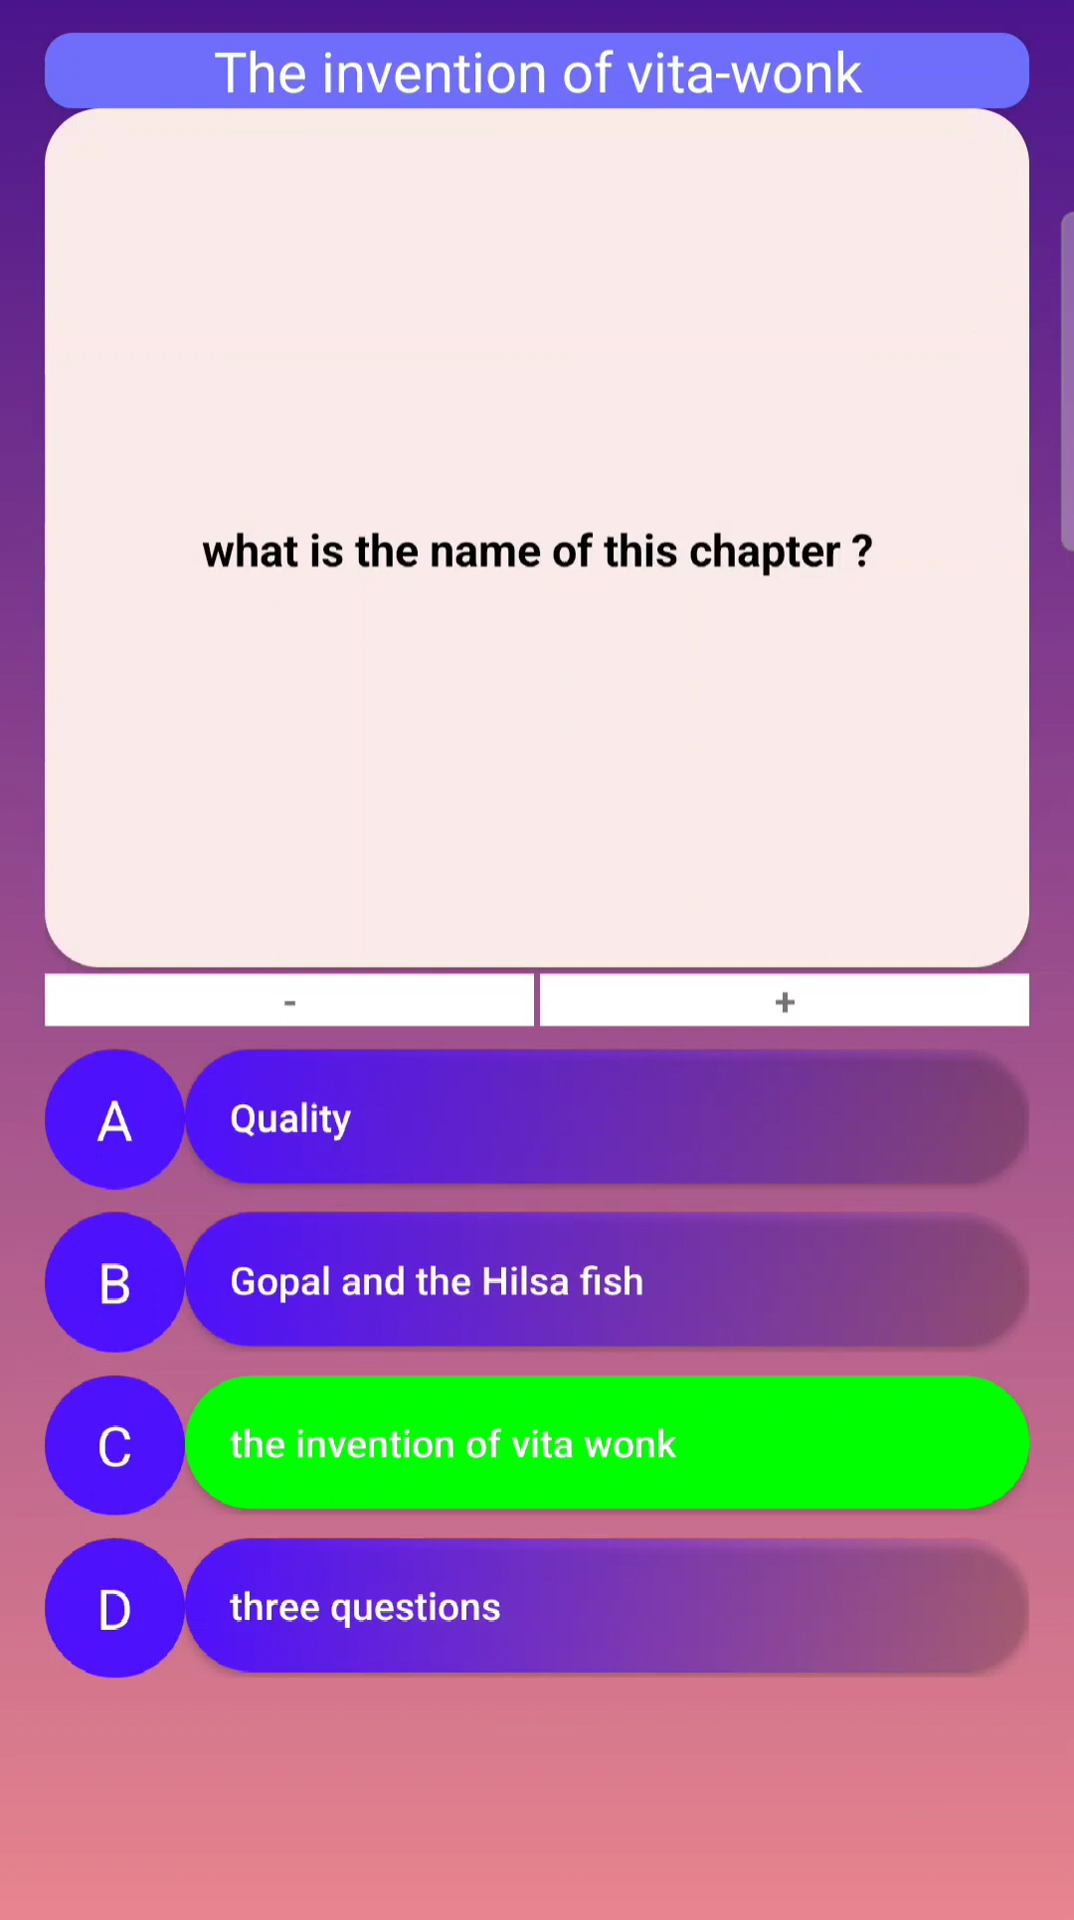 The invention of vita-wonk
what is the name of this chapter ?
-
+
A
Quality
B
Gopal and the Hilsa fish
C
the invention of vita wonk
D
three questions